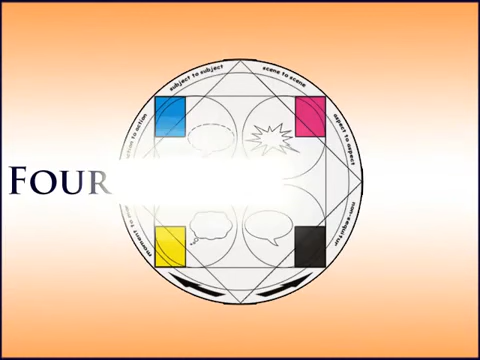 subject to subject
scene to scene
aspect to aspect
Four
non-sequitur